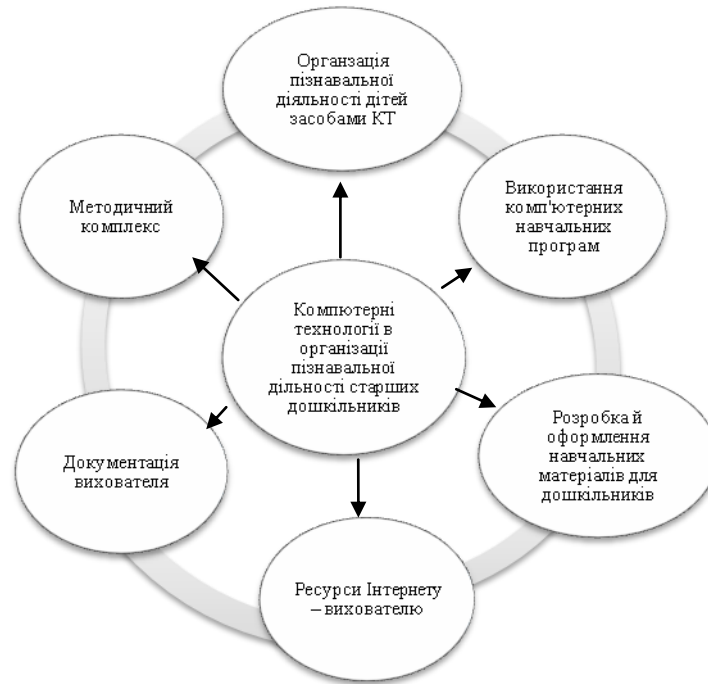 Органзація
пізнавальної
діяльності дітей
засобами КТ
Методичний
комплекс
Використання
комп'ютерних
навчальних
програм
Компютерні
технології в
організації
пізнавальної
дільності старших
дошкільників
Документація
вихователя
Розробка й
оформлення
навчальних
матеріалів для
дошкільників
Ресурси Інтернету
– вихователю